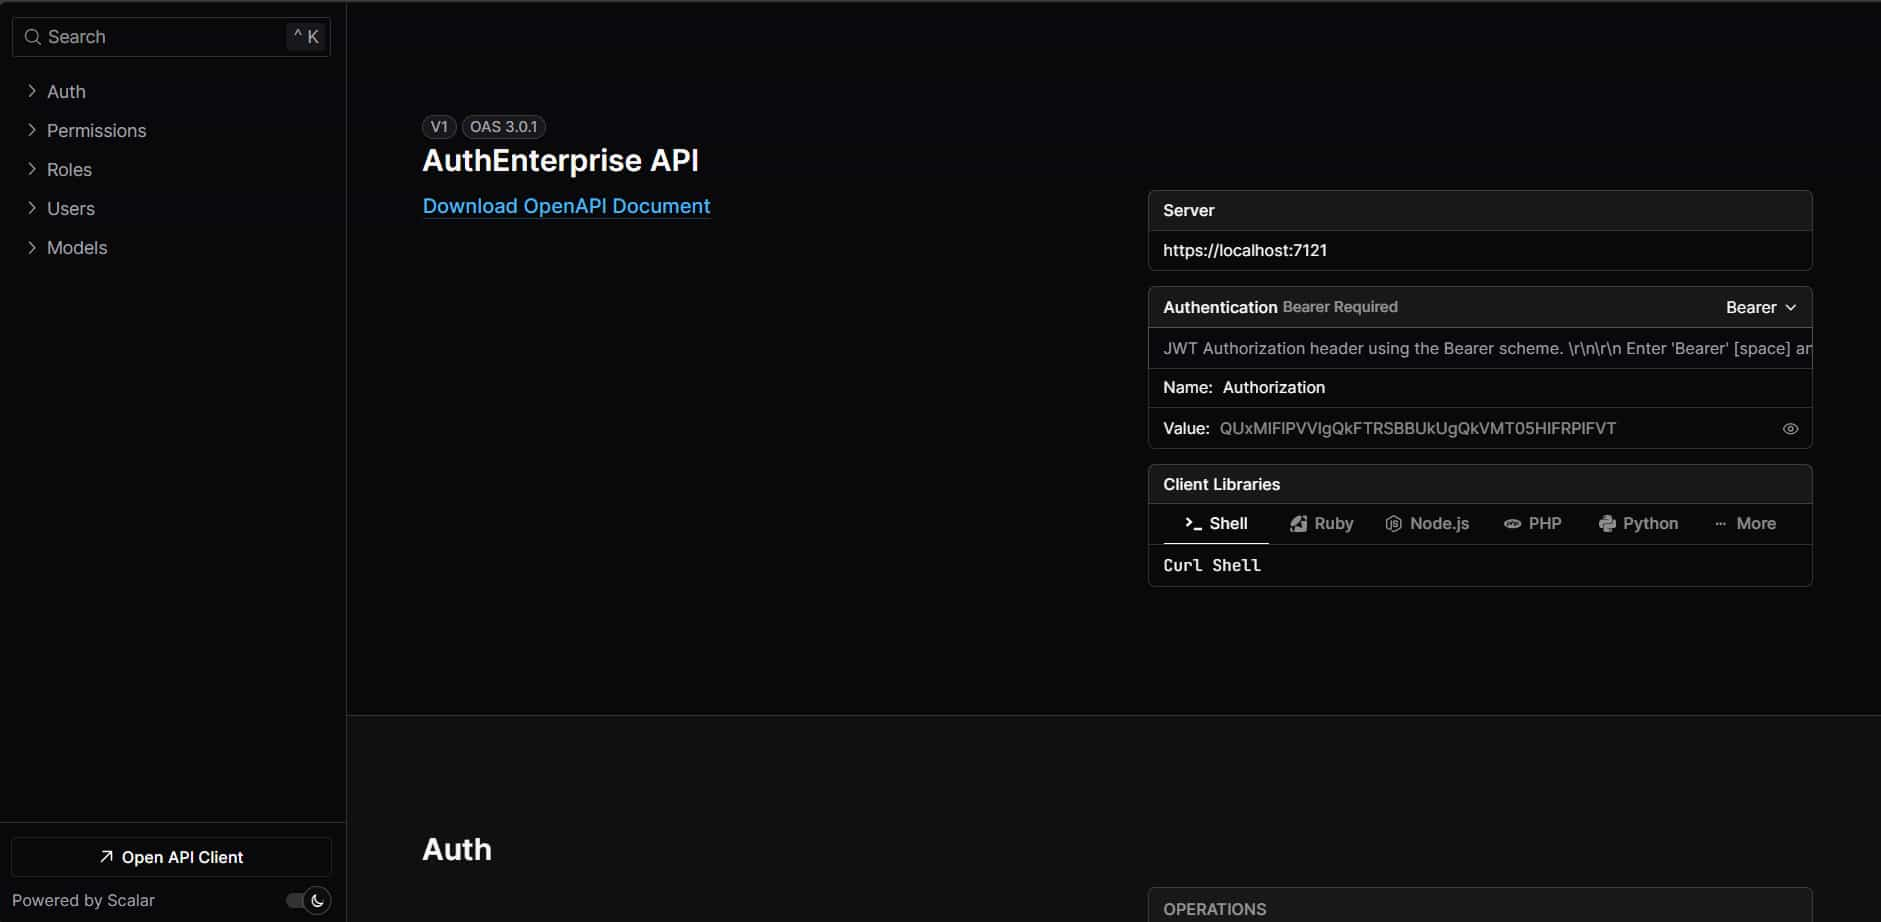 Search ^ K
Auth
Permissions
Roles
Users
Models
Open API Client
Powered by Scalar
V1 OAS 3.0.1
AuthEnterprise API
Download OpenAPI Document
Server
https://localhost:7121
Authentication Bearer Required Bearer
JWT Authorization header using the Bearer scheme. \r\n\r\n Enter 'Bearer' [space] an
Name: Authorization
Value: QUxMIFlPVVIgQkFTRSBBUkUgQkVMT05HIFRPIFVT
Client Libraries
Shell Ruby Node.js PHP Python More
Curl Shell
Auth
OPERATIONS